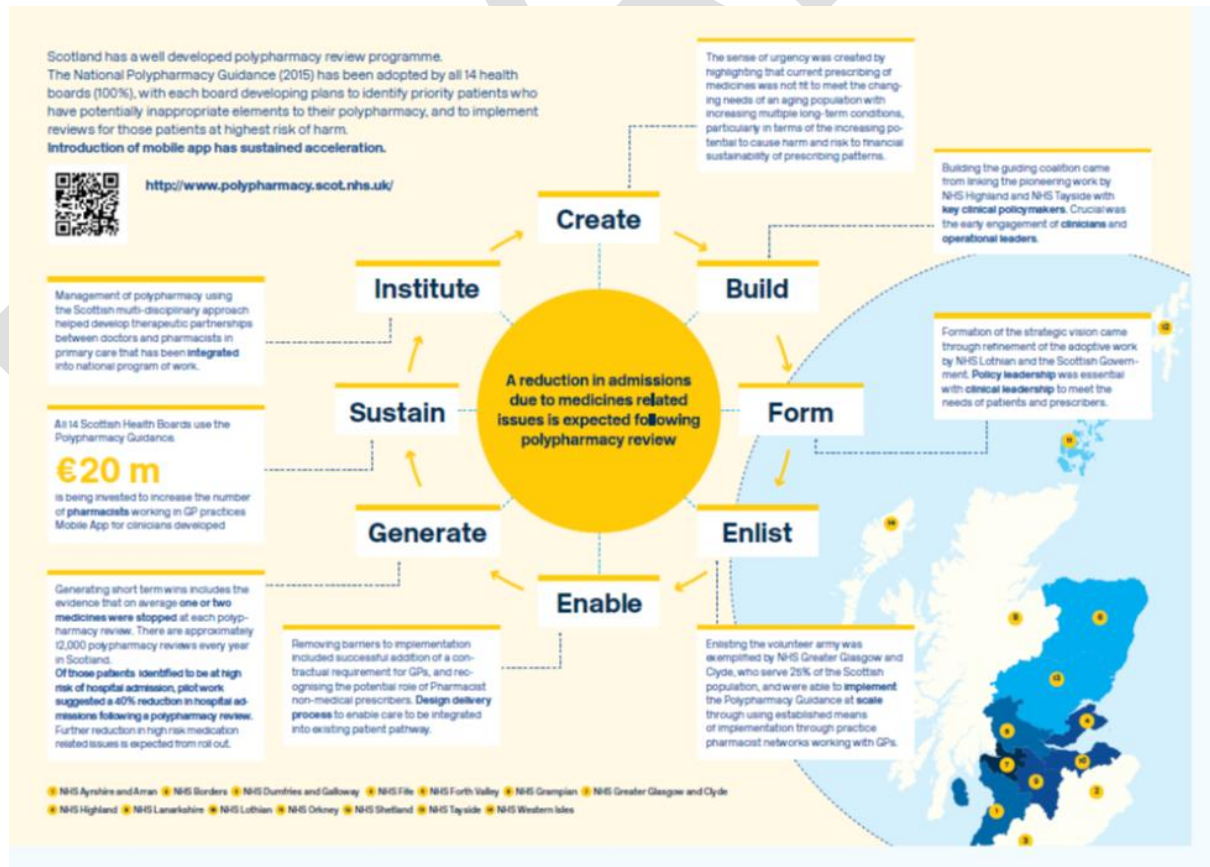 Scotland has a well developed polypharmacy review programme.
The National Polypharmacy Guidance (2015) has been adopted by all 14 health
boards (100%), with each board developing plans to identify priority patients who
have potentially inappropriate elements to their polypharmacy, and to implement
reviews for those patients at highest risk of harm.
Introduction of mobile app has sustained acceleration.
http://www.polypharmacy.scot.nhs.uk/
The sense of urgency was created by
highlighting that current prescribing of
medicines was not fit to meet the chang-
ing needs of an aging population with
increasing multiple long-term conditions,
particularly in terms of the increasing po-
tential to cause harm and risk to financial
sustainability of prescribing patterns.
Building the guiding coalition came
from linking the pioneering work by
NHS Highland and NHS Tayside with
key clinical policymakers. Crucial was
the early engagement of clinicians and
operational leaders.
Formation of the strategic vision came
through refinement of the adoptive work
by NHS Lothian and the Scottish Govern-
ment. Policy leadership was essential
with clinical leadership to meet the
needs of patients and prescribers.
Create
Build
Form
Enlist
Enable
Generate
Sustain
Institute
A reduction in admissions
due to medicines related
issues is expected following
polypharmacy review
Management of polypharmacy using
the Scottish multi-disciplinary approach
helped develop therapeutic partnerships
between doctors and pharmacists in
primary care that has been integrated
into national program of work.
All 14 Scottish Health Boards use the
Polypharmacy Guidance.
€20 m
is being invested to increase the number
of pharmacists working in GP practices
Mobile App for clinicians developed
Generating short term wins includes the
evidence that on average one or two
medicines were stopped at each polyp-
harmacy review. There are approximately
12,000 polypharmacy reviews every year
in Scotland.
Of those patients identified to be at high
risk of hospital admission, pilot work
suggested a 40% reduction in hospital ad-
missions following a polypharmacy review.
Further reduction in high risk medication
related issues is expected from roll out.
Removing barriers to implementation
included successful addition of a con-
tractual requirement for GPs, and rec-
ognising the potential role of Pharmacist
non-medical prescribers. Design delivery
process to enable care to be integrated
into existing patient pathway.
Enlisting the volunteer army was
exemplified by NHS Greater Glasgow and
Clyde, who serve 26% of the Scottish
population, and were able to implement
the Polypharmacy Guidance at scale
through using established means
of implementation through practice
pharmacist networks working with GPs.
12
11
14
13
10
7
1
2
3
NHS Ayrshire and Arran NHS Borders NHS Dumfries and Galloway NHS Fife NHS Forth Valley NHS Grampian NHS Greater Glasgow and Clyde
NHS Highland NHS Lanarkshire NHS Lothian NHS Orkney NHS Shetland NHS Tayside NHS Western Isles